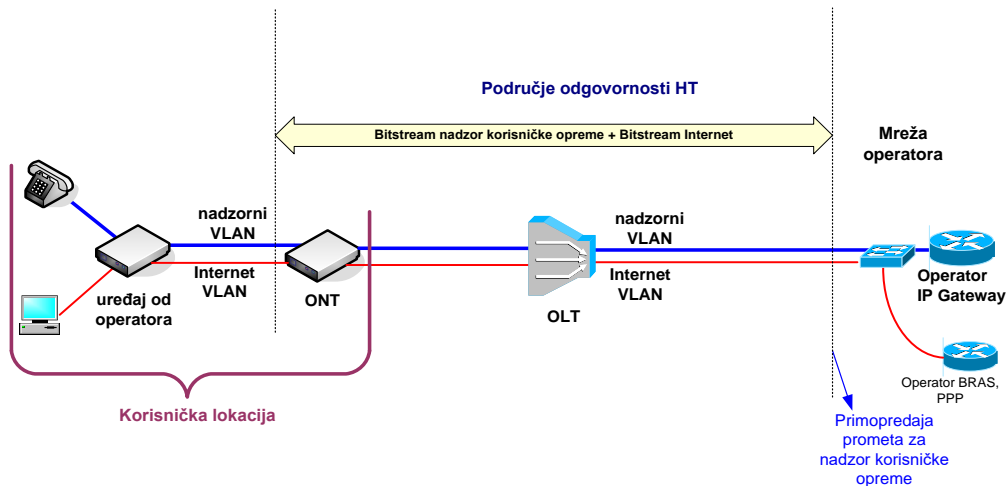 Područje odgovornosti HT
Bitstream nadzor korisničke opreme + Bitstream Internet
Mreža
operatora
nadzorni
VLAN
nadzorni
VLAN
Internet
VLAN
Internet
VLAN
uređaj od
operatora
ONT
OLT
Operator
IP Gateway
Operator BRAS,
PPP
Korisnička lokacija
Primopredaja
prometa za
nadzor korisničke
opreme